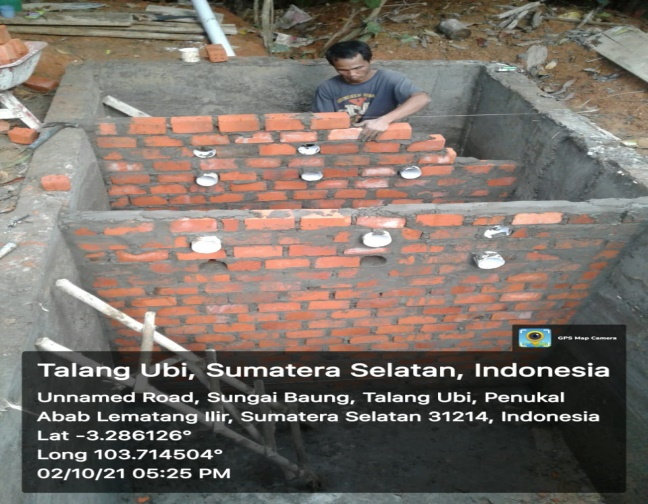 GPS Map Camera
Talang Ubi, Sumatera Selatan, Indonesia
Unnamed Road, Sungai Baung, Talang Ubi, Penukal
Abab Lematang Ilir, Sumatera Selatan 31214, Indonesia
Lat -3.286126°
Long 103.714504°
02/10/21 05:25 PM